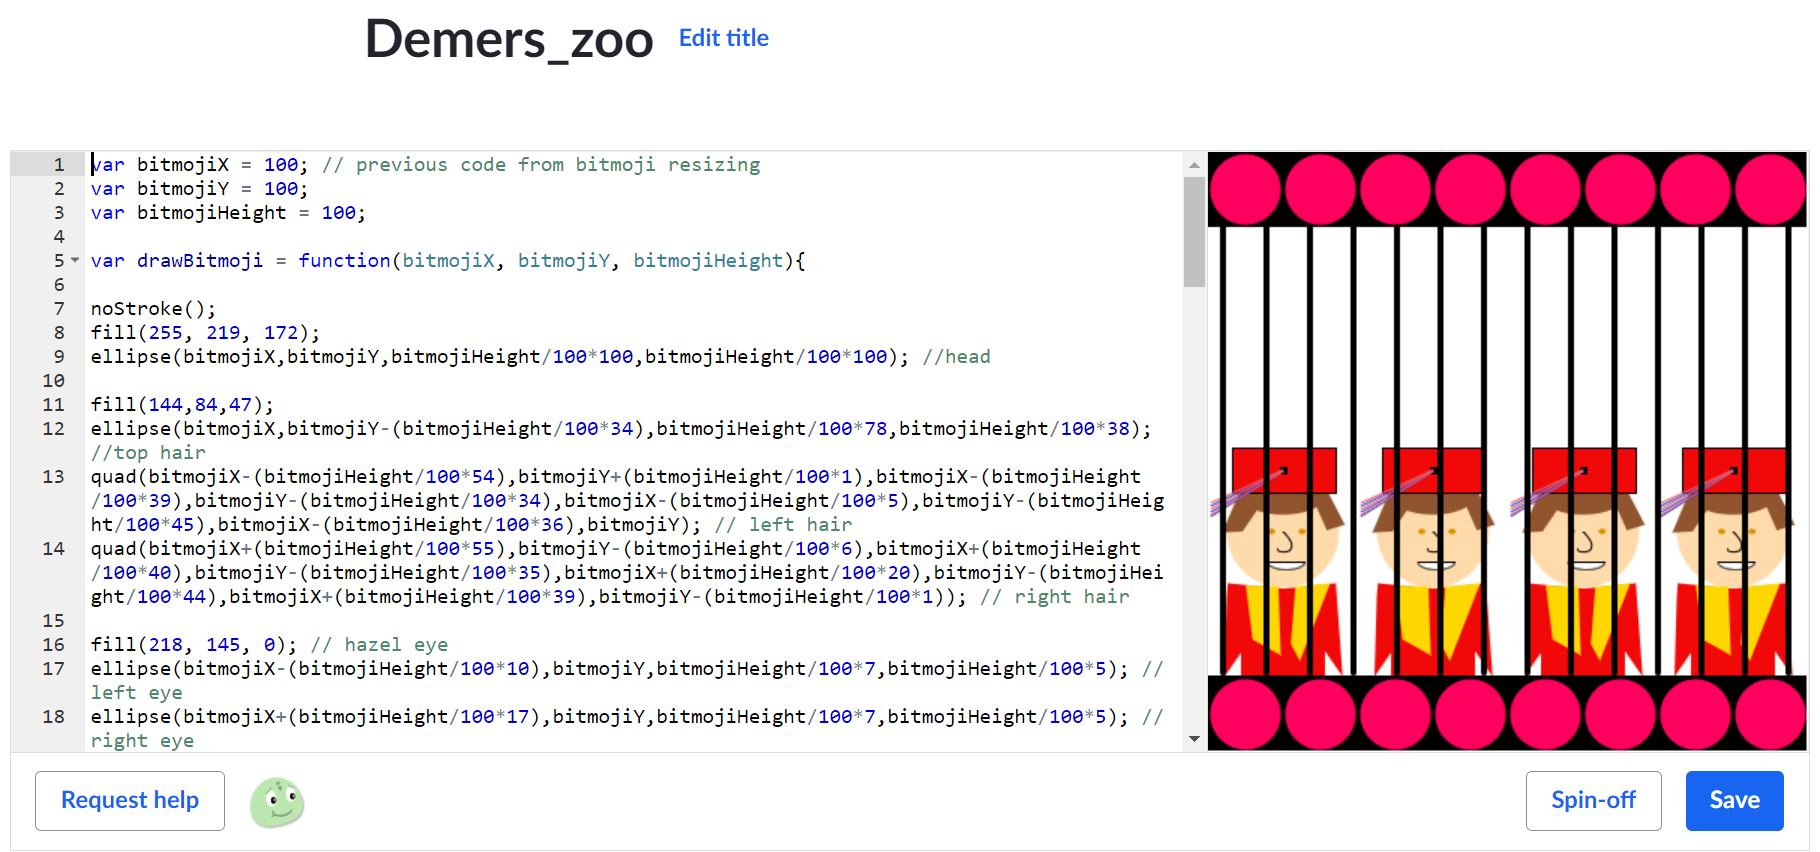 Demers_zoo Edit title
1 var bitmojiX = 100; // previous code from bitmoji resizing
2 var bitmojiY = 100;
3 var bitmojiHeight = 100;
4
5 var drawBitmoji = function(bitmojiX, bitmojiY, bitmojiHeight){
6
7 noStroke();
8 fill(255, 219, 172);
9 ellipse(bitmojiX,bitmojiY,bitmojiHeight/100*100,bitmojiHeight/100*100); //head
10
11 fill(144,84,47);
12 ellipse(bitmojiX,bitmojiY-(bitmojiHeight/100*34),bitmojiHeight/100*78,bitmojiHeight/100*38);
//top hair
13 quad(bitmojiX-(bitmojiHeight/100*54),bitmojiY+(bitmojiHeight/100*1),bitmojiX-(bitmojiHeight
/100*39),bitmojiY-(bitmojiHeight/100*34),bitmojiX-(bitmojiHeight/100*5),bitmojiY-(bitmojiHeig
ht/100*45),bitmojiX-(bitmojiHeight/100*36),bitmojiY); // left hair
14 quad(bitmojiX+(bitmojiHeight/100*55),bitmojiY-(bitmojiHeight/100*6),bitmojiX+(bitmojiHeight
/100*40),bitmojiY-(bitmojiHeight/100*35),bitmojiX+(bitmojiHeight/100*20),bitmojiY-(bitmojiHei
ght/100*44),bitmojiX+(bitmojiHeight/100*39),bitmojiY-(bitmojiHeight/100*1)); // right hair
15
16 fill(218, 145, 0); // hazel eye
17 ellipse(bitmojiX-(bitmojiHeight/100*10),bitmojiY,bitmojiHeight/100*7,bitmojiHeight/100*5); //
left eye
18 ellipse(bitmojiX+(bitmojiHeight/100*17),bitmojiY,bitmojiHeight/100*7,bitmojiHeight/100*5); //
right eye
Request help Spin-off Save